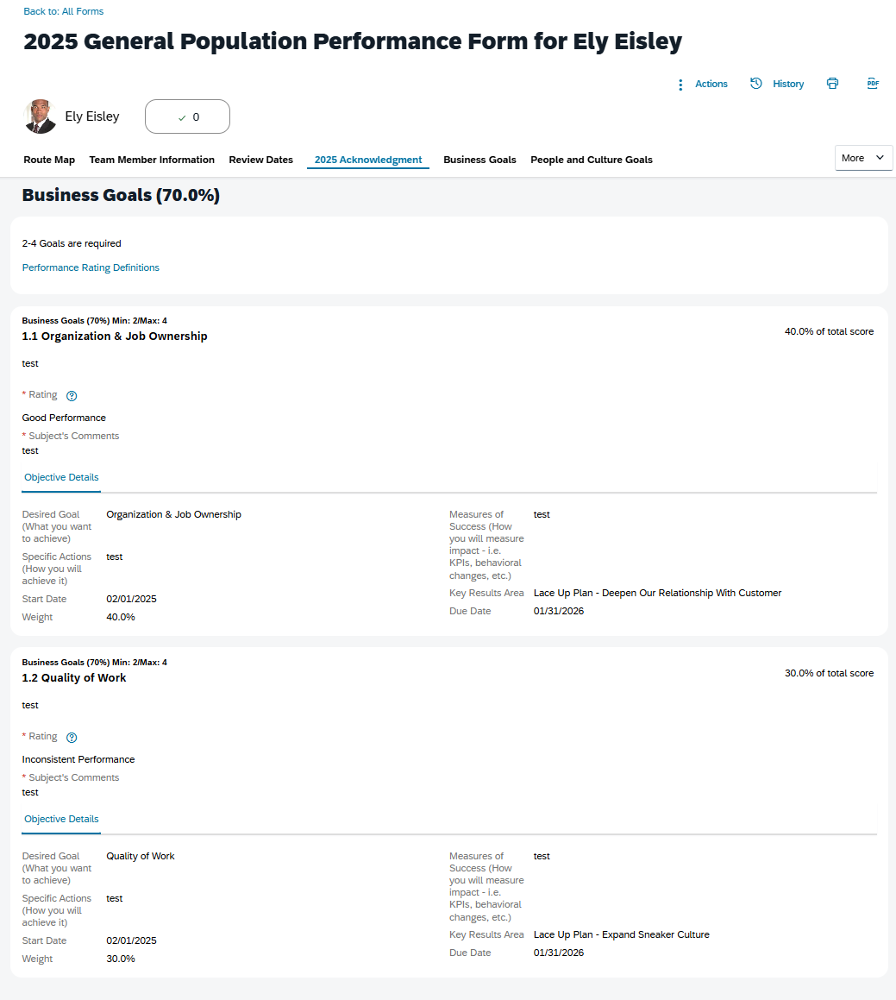 Back to: All Forms
2025 General Population Performance Form for Ely Eisley
Actions History PDF
Ely Eisley 0
Route Map Team Member Information Review Dates 2025 Acknowledgment Business Goals People and Culture Goals More
Business Goals (70.0%)
2-4 Goals are required
Performance Rating Definitions
Business Goals (70%) Min: 2/Max: 4
1.1 Organization & Job Ownership
40.0% of total score
test
* Rating ?
Good Performance
* Subject's Comments
test
Objective Details
Desired Goal
(What you want
to achieve)
Organization & Job Ownership
Specific Actions
(How you will
achieve it)
test
Start Date 02/01/2025
Weight 40.0%
Measures of
Success (How
you will measure
impact - i.e.
KPIs, behavioral
changes, etc.)
test
Key Results Area Lace Up Plan - Deepen Our Relationship With Customer
Due Date 01/31/2026
Business Goals (70%) Min: 2/Max: 4
1.2 Quality of Work
30.0% of total score
test
* Rating ?
Inconsistent Performance
* Subject's Comments
test
Objective Details
Desired Goal
(What you want
to achieve)
Quality of Work
Specific Actions
(How you will
achieve it)
test
Start Date 02/01/2025
Weight 30.0%
Measures of
Success (How
you will measure
impact - i.e.
KPIs, behavioral
changes, etc.)
test
Key Results Area Lace Up Plan - Expand Sneaker Culture
Due Date 01/31/2026